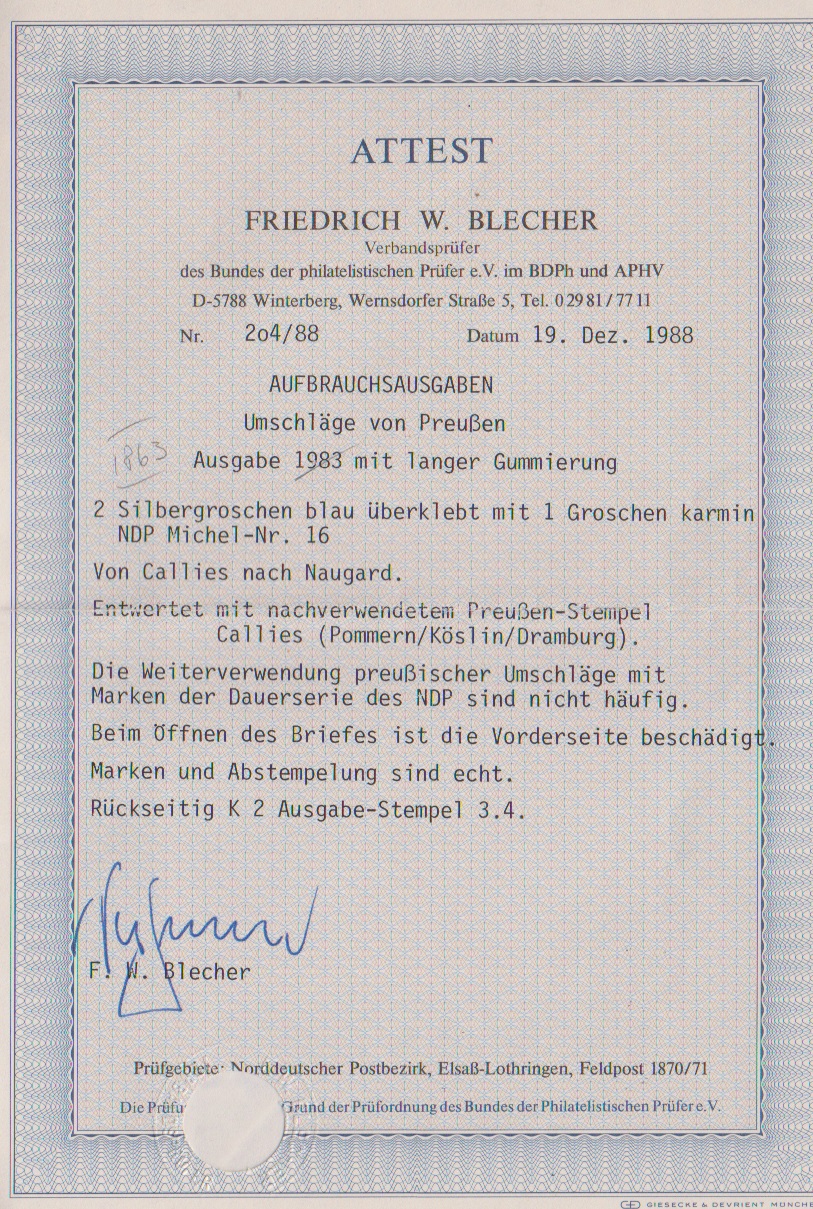 ATTEST
FRIEDRICH W. BLECHER
Verbandsprüfer
des Bundes der philatelistischen Prüfer e.V. im BDPh und APHV
D-5788 Winterberg, Wernsdorfer Straße 5, Tel. 02981/7711
Nr. 2o4/88 Datum 19. Dez. 1988
AUFBRAUCHSAUSGABEN
Umschläge von Preußen
1863 Ausgabe 1983 mit langer Gummierung
2 Silbergroschen blau überklebt mit 1 Groschen karmin
NDP Michel-Nr. 16
Von Callies nach Naugard.
Entwertet mit nachverwendetem Preußen-Stempel
Callies (Pommern/Köslin/Dramburg).
Die Weiterverwendung preußischer Umschläge mit
Marken der Dauerserie des NDP sind nicht häufig.
Beim Öffnen des Briefes ist die Vorderseite beschädigt.
Marken und Abstempelung sind echt.
Rückseitig K 2 Ausgabe-Stempel 3.4.
F. W. Blecher
Prüfgebiete: Norddeutscher Postbezirk, Elsaß-Lothringen, Feldpost 1870/71
Die Grund der Prüfordnung des Bundes der Philatelistischen Prüfer e.V.
GIESECKE & DEVRIENT